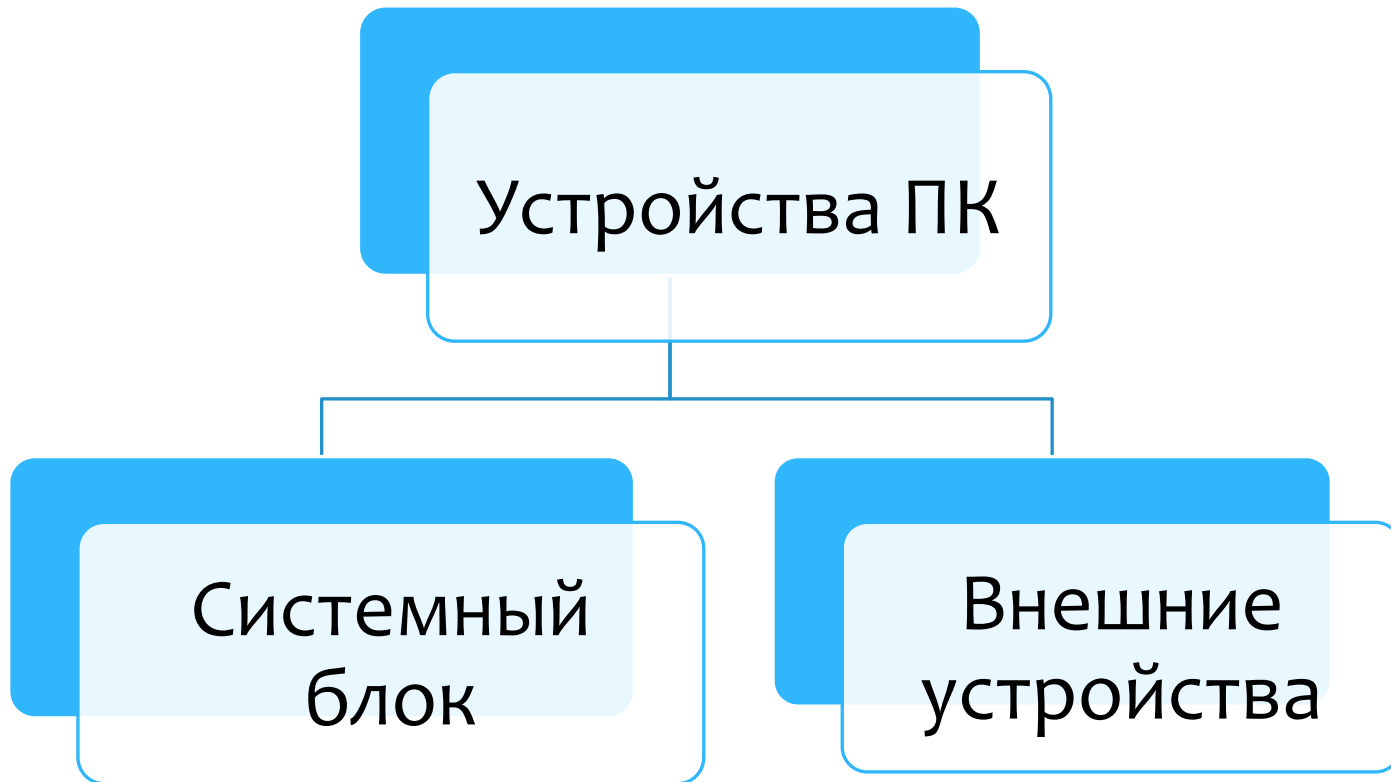 Устройства ПК
Системный
блок
Внешние
устройства